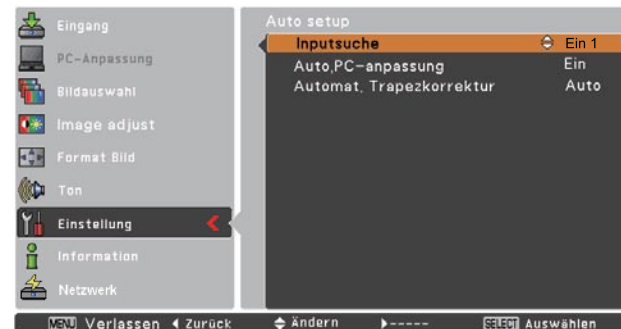 Eingang
PC-Anpassung
Bildauswahl
Image adjust
Format Bild
Ton
Einstellung
Information
Netzwerk
Auto setup
Inputsuche Ein 1
Auto,PC-anpassung Ein
Automat, Trapezkorrektur Auto
MENU Verlassen Zurück Ändern ----- SELECT Auswählen